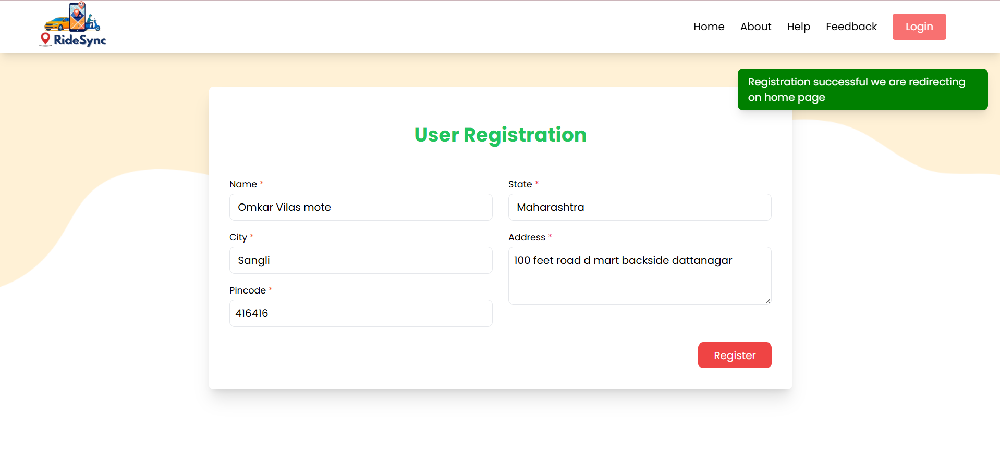 RideSync
Home About Help Feedback Login
Registration successful we are redirecting
on home page
User Registration
Name *
Omkar Vilas mote
State *
Maharashtra
City *
Sangli
Address *
100 feet road d mart backside dattanagar
Pincode *
416416
Register